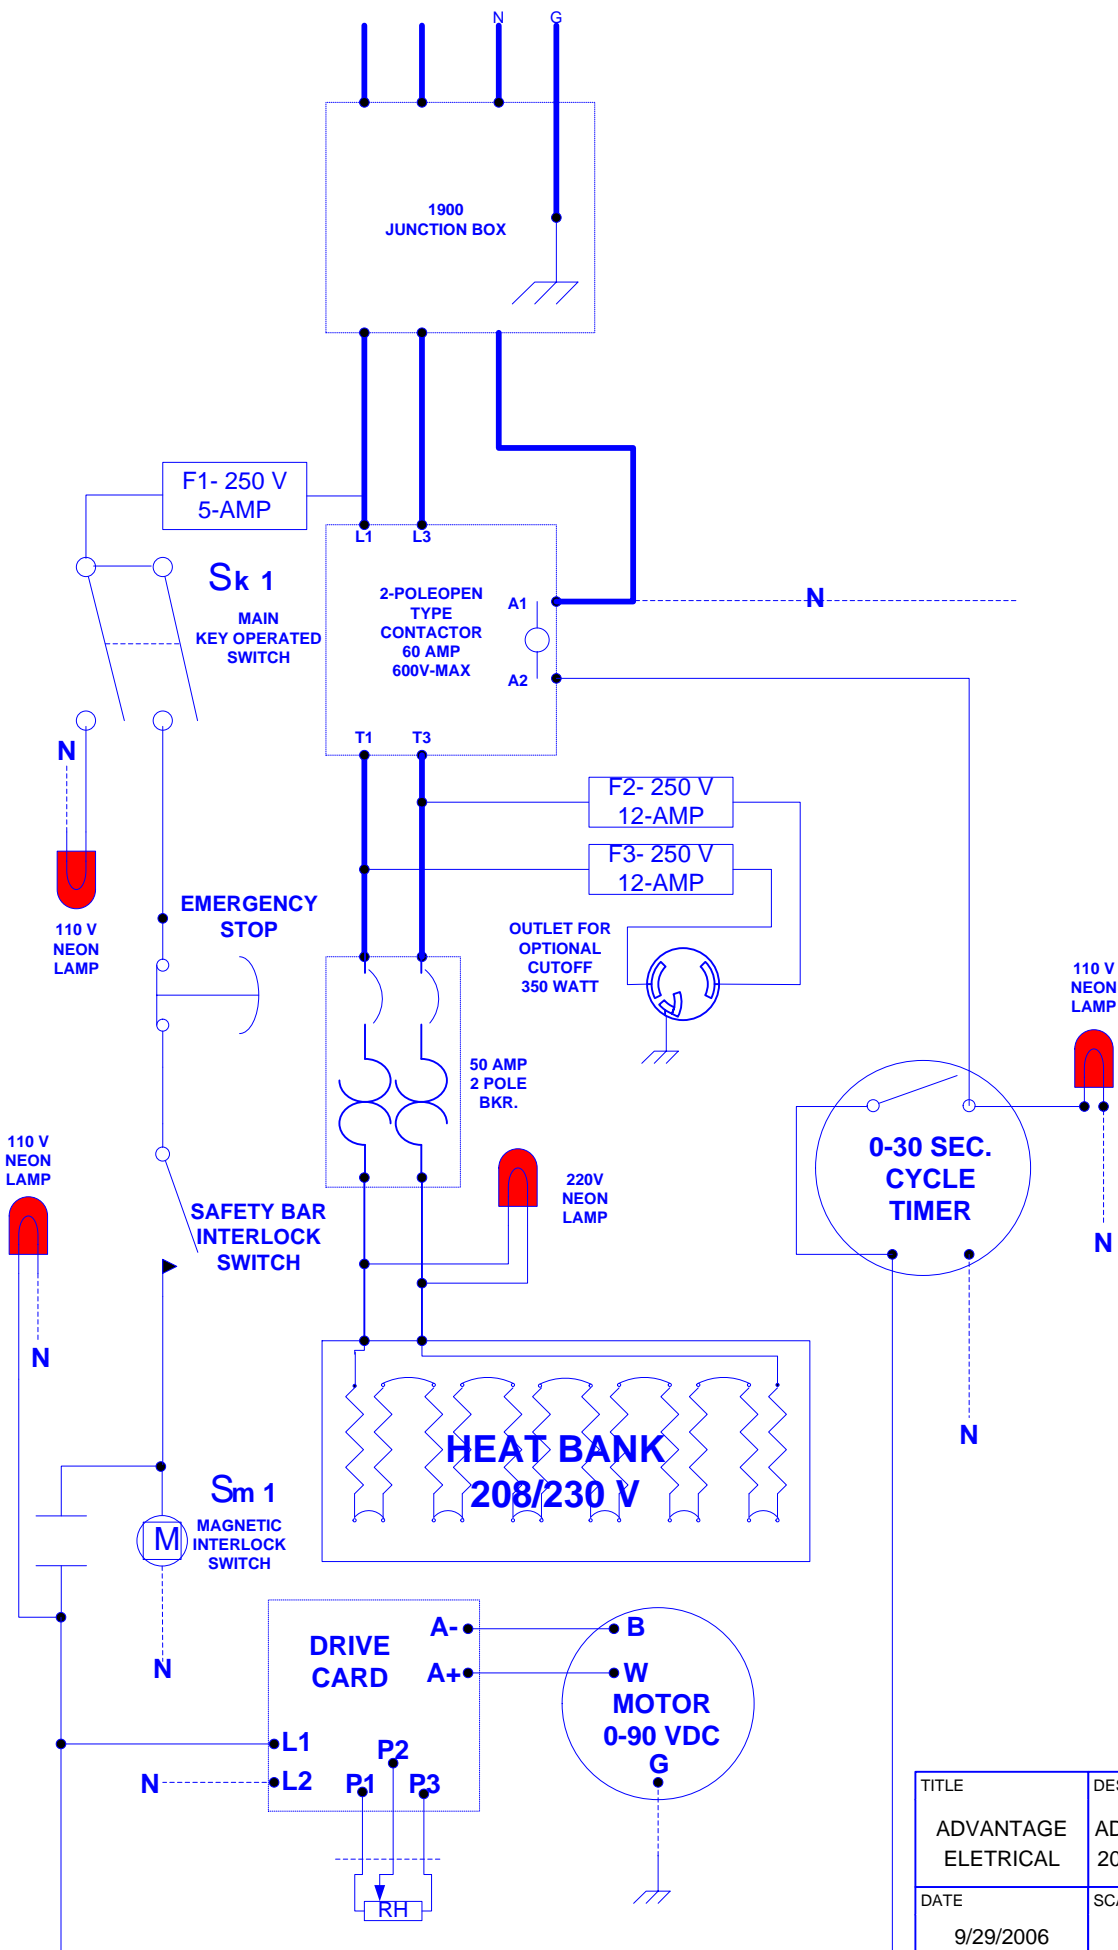 N
G
1900
JUNCTION BOX
F1- 250 V
5-AMP
L1
L3
Sk 1
MAIN
KEY OPERATED
SWITCH
2-POLEOPEN
TYPE
CONTACTOR
60 AMP
600V-MAX
A1
A2
N
T1
T3
N
110 V
NEON
LAMP
F2- 250 V
12-AMP
F3- 250 V
12-AMP
EMERGENCY
STOP
OUTLET FOR
OPTIONAL
CUTOFF
350 WATT
110 V
NEON
LAMP
50 AMP
2 POLE
BKR.
0-30 SEC.
CYCLE
TIMER
N
N
110 V
NEON
LAMP
N
SAFETY BAR
INTERLOCK
SWITCH
220V
NEON
LAMP
HEAT BANK
208/230 V
Sm 1
MAGNETIC
INTERLOCK
SWITCH
M
N
DRIVE
CARD
A-
A+
B
W
MOTOR
0-90 VDC
G
L1
N
L2
P1
P2
P3
RH
TITLE
ADVANTAGE
ELETRICAL
DATE
9/29/2006